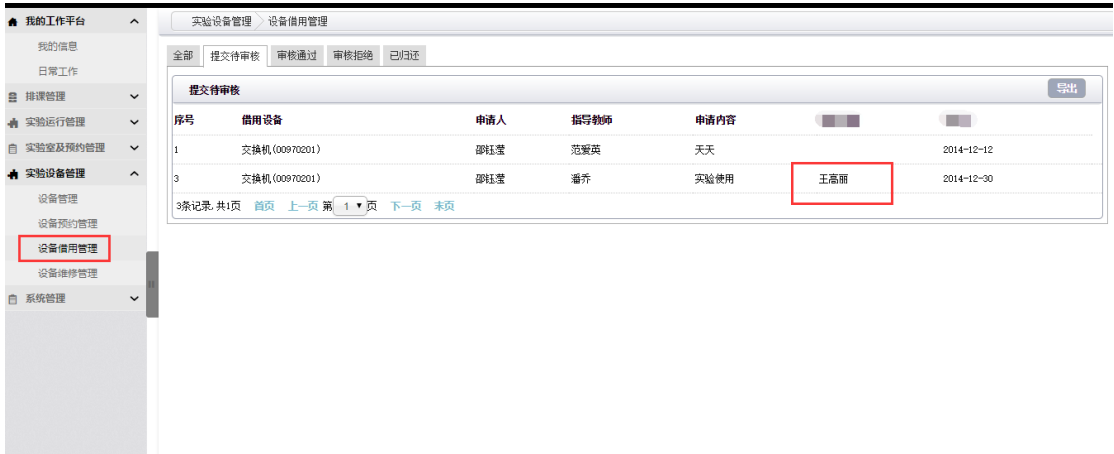 我的工作平台
我的信息
日常工作
排课管理
实验运行管理
实验室及预约管理
实验设备管理
设备管理
设备预约管理
设备借用管理
设备维修管理
系统管理
实验设备管理 设备借用管理
全部 提交待审核 审核通过 审核拒绝 已归还
提交待审核 导出
序号 借用设备 申请人 指导教师 申请内容
1 交换机(00970201) 邵钰莹 范爱英 天天 2014-12-12
3 交换机(00970201) 邵钰莹 潘乔 实验使用 王高丽 2014-12-30
3条记录,共1页 首页 上一页 第 1 页 下一页 末页